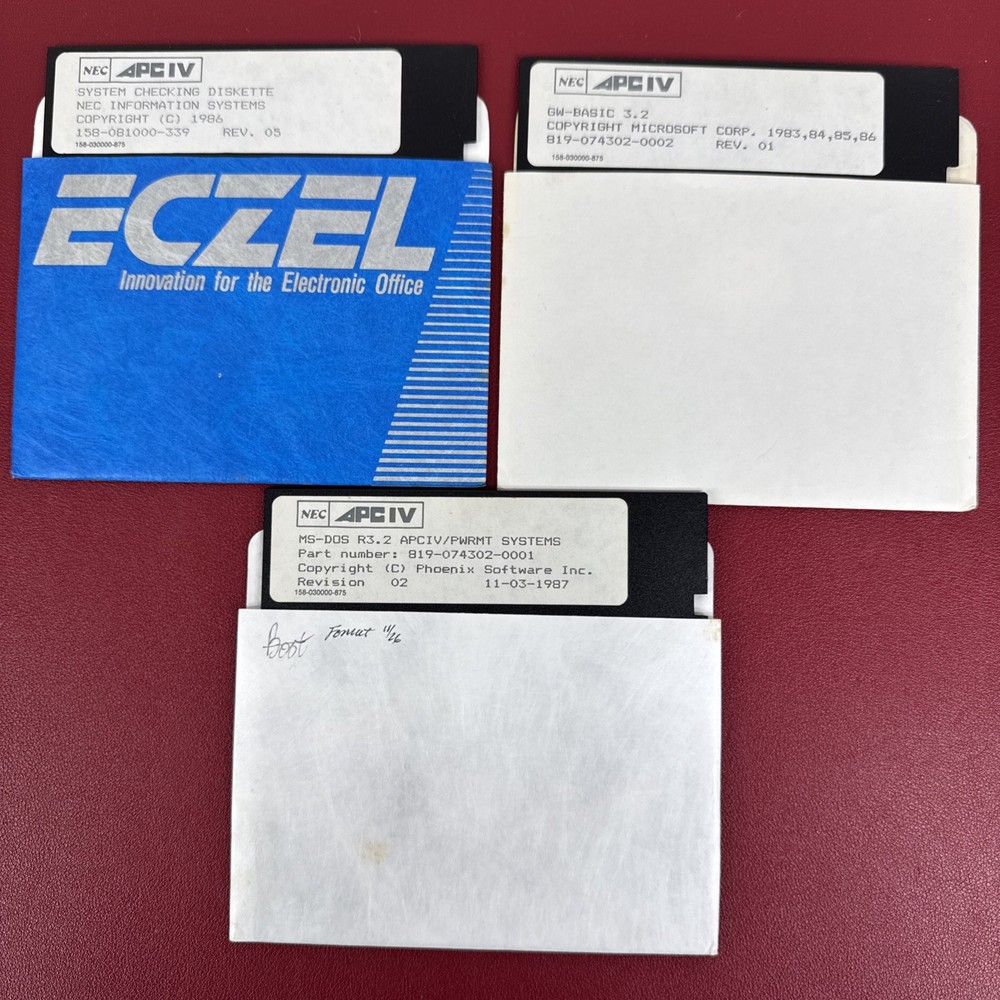 NEC APC IV
SYSTEM CHECKING DISKETTE
NEC INFORMATION SYSTEMS
COPYRIGHT (C) 1986
158-081000-339 REV. 05
158-030000-875
ECZEL
Innovation for the Electronic Office
NEC APC IV
GW-BASIC 3.2
COPYRIGHT MICROSOFT CORP. 1983,84,85,86
819-074302-0002 REV. 01
158-030000-875
NEC APC IV
MS-DOS R3.2 APCIV/PWRMT SYSTEMS
Part number: 819-074302-0001
Copyright (C) Phoenix Software Inc.
Revision 02 11-03-1987
158-030000-875
Boot Format 11/26